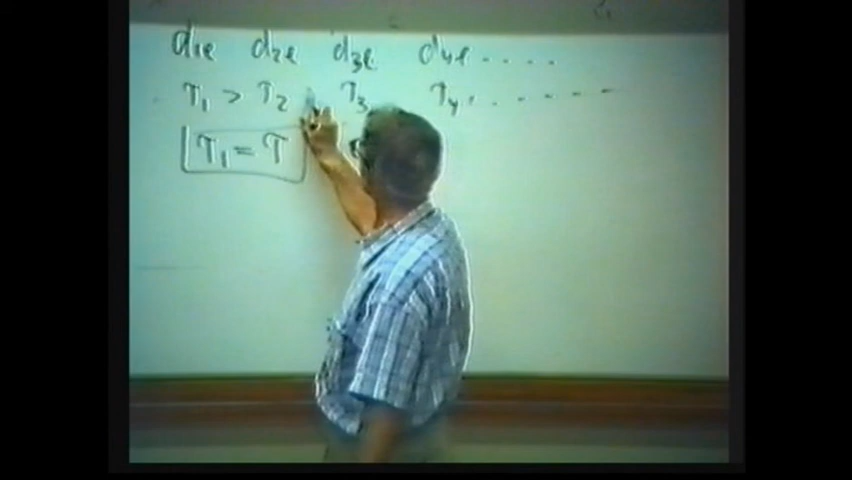 d₁ₑ d₂ₑ d₃ₑ d₄ₑ . . . .
T₁ > T₂ T₃ T₄ . . . . . .
T₁ = T